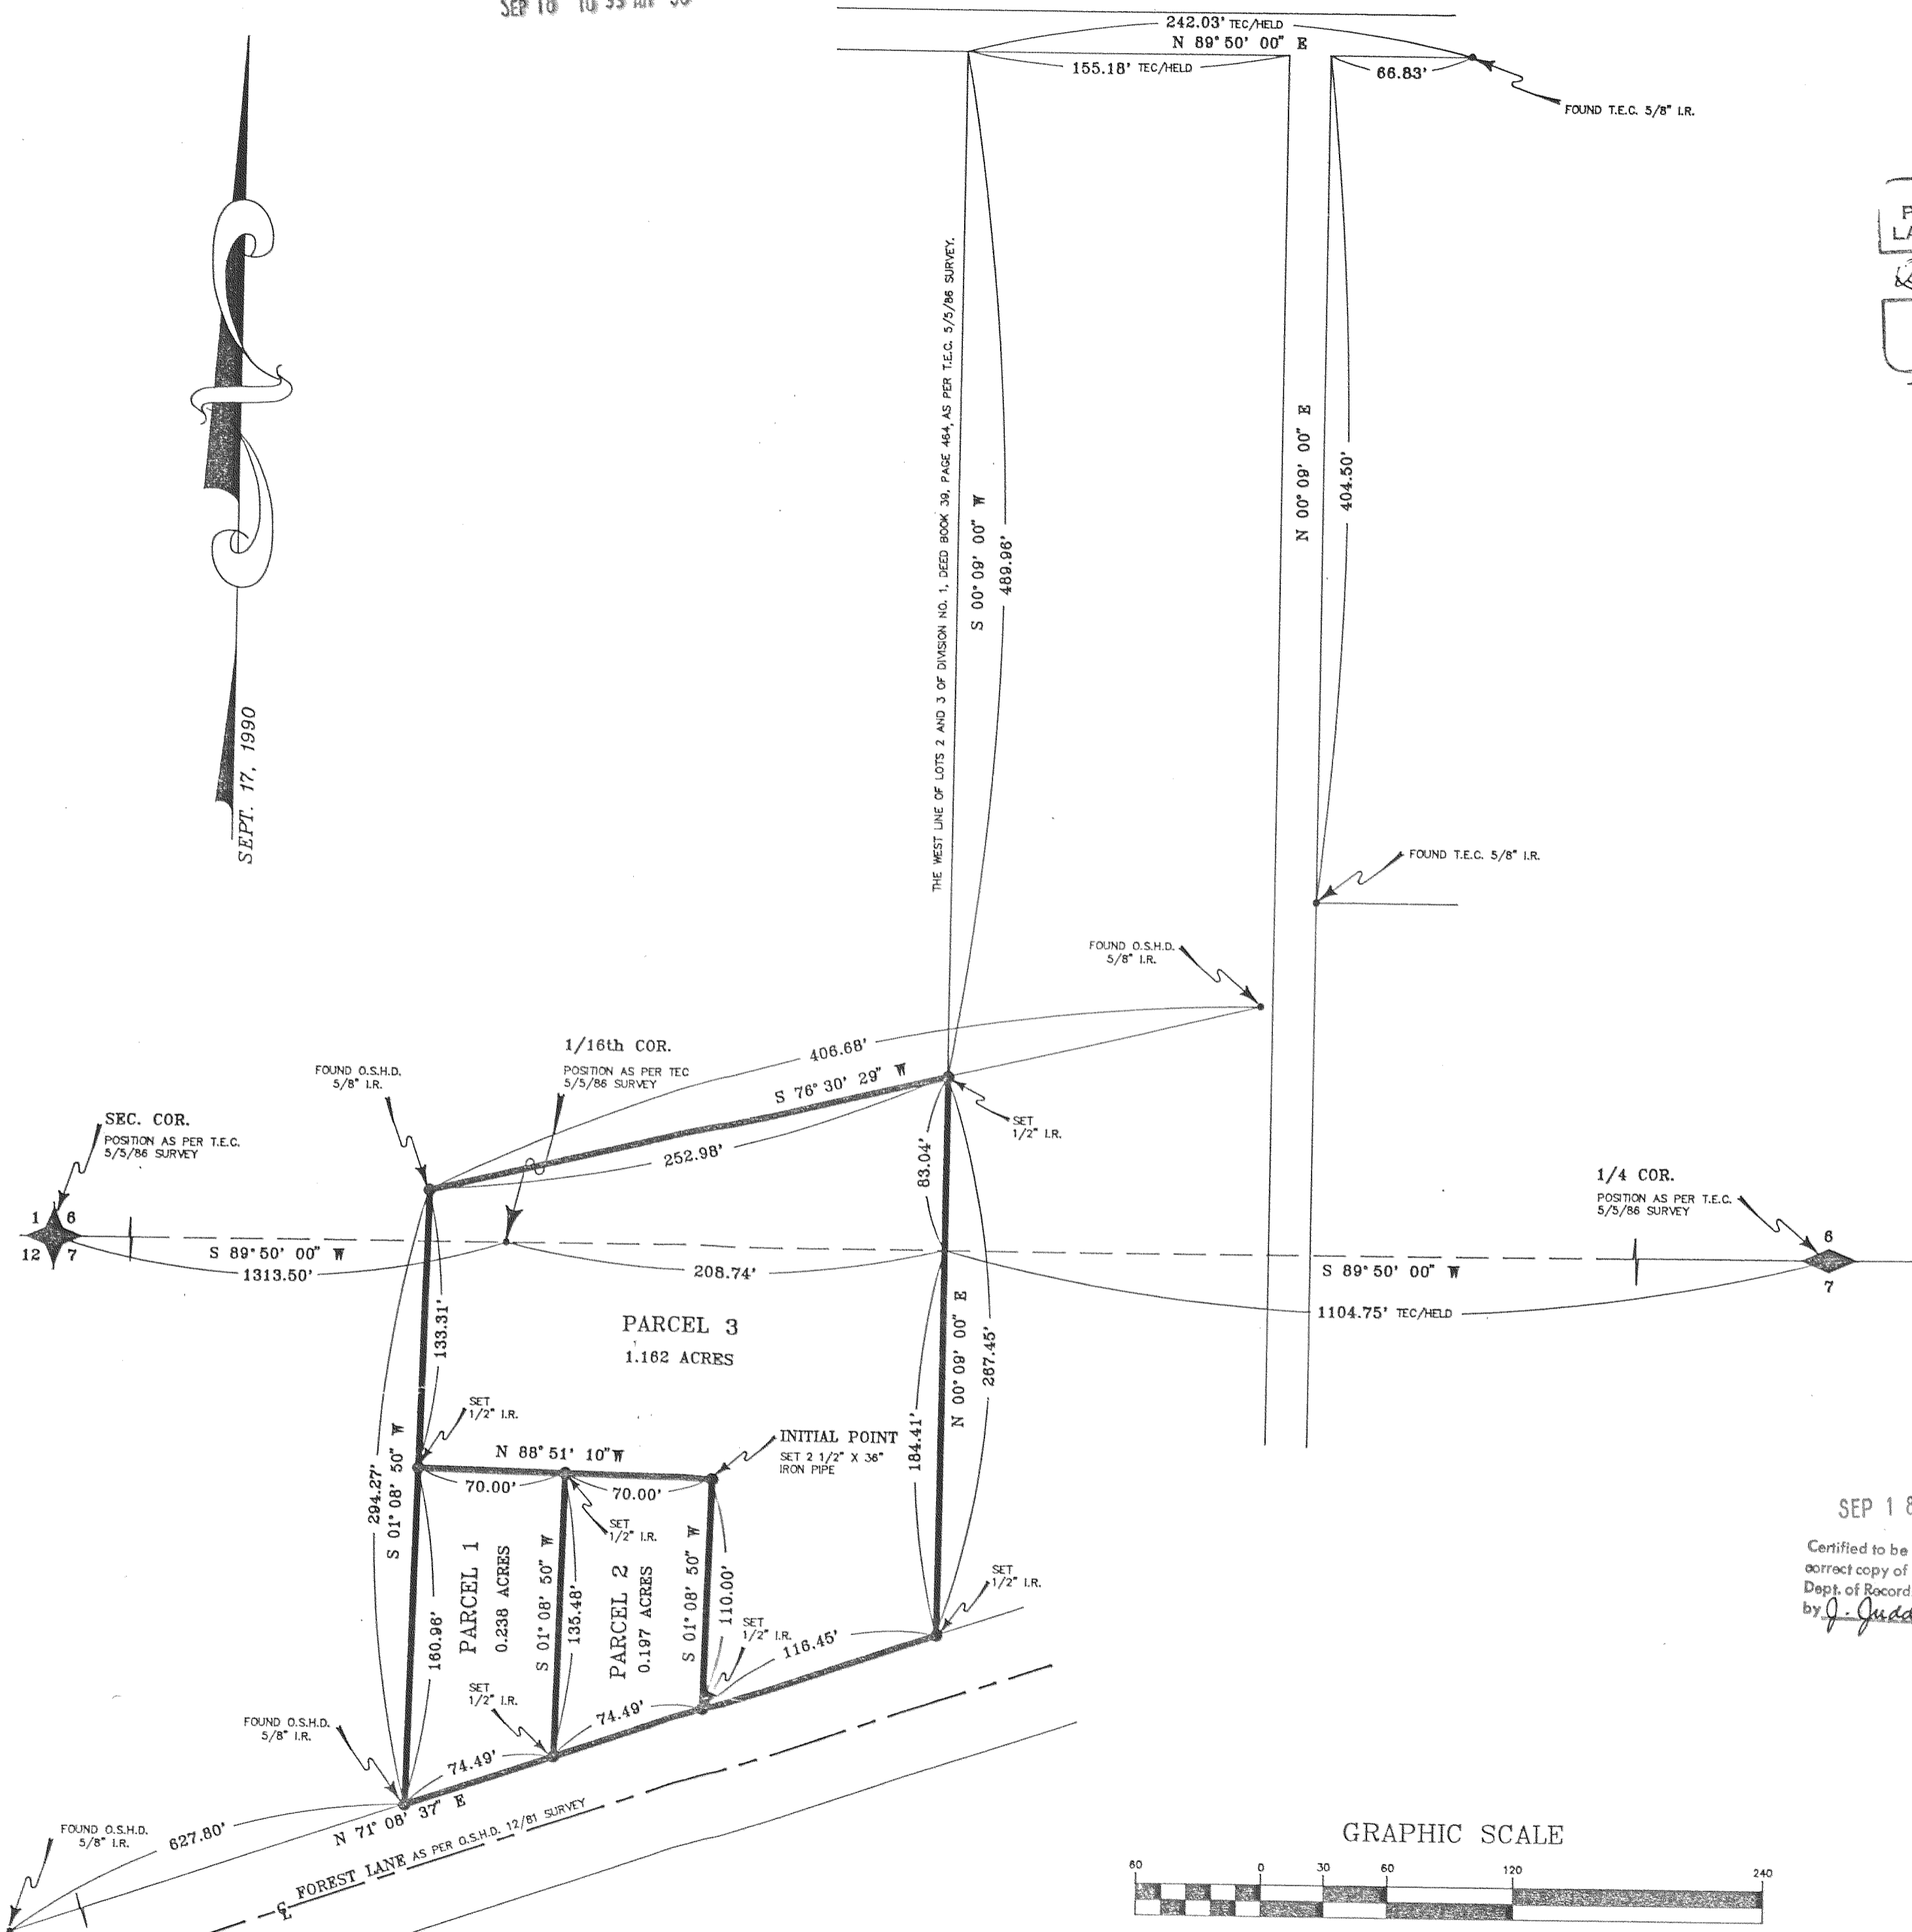 SEP 18 10 33 AM '90
242.03' TEC/HELD
N 89° 50' 00" E
155.18' TEC/HELD
66.83'
FOUND T.E.C. 5/8" I.R.
THE WEST LINE OF LOTS 2 AND 3 OF DIVISION NO. 1, DEED BOOK 39, PAGE 464, AS PER T.E.C. 5/5/86 SURVEY.
S 00° 09' 00" W
489.96'
N 00° 09' 00" E
404.50'
SEPT. 17, 1990
FOUND T.E.C. 5/8" I.R.
FOUND O.S.H.D.
5/8" I.R.
1/16th COR.
POSITION AS PER TEC
5/5/86 SURVEY
406.68'
S 76° 30' 29" W
252.98'
FOUND O.S.H.D.
5/8" I.R.
SEC. COR.
POSITION AS PER T.E.C.
5/5/86 SURVEY
SET
1/2" I.R.
83.04'
1/4 COR.
POSITION AS PER T.E.C.
5/5/86 SURVEY
1 6
12 7
S 89° 50' 00" W
1313.50'
208.74'
S 89° 50' 00" W
1104.75' TEC/HELD
6
7
133.31'
PARCEL 3
1.162 ACRES
N 00° 09' 00" E
267.45'
184.41'
SET
1/2" I.R.
N 88° 51' 10" W
70.00'
70.00'
INITIAL POINT
SET 2 1/2" X 36"
IRON PIPE
294.27'
S 01° 08' 50" W
160.96'
PARCEL 1
0.238 ACRES
SET
1/2" I.R.
S 01° 08' 50" W
135.48'
PARCEL 2
0.197 ACRES
S 01° 08' 50" W
110.00'
SET
1/2" I.R.
SET
1/2" I.R.
116.45'
SET
1/2" I.R.
74.49'
74.49'
FOUND O.S.H.D.
5/8" I.R.
N 71° 08' 37" E
627.80'
FOUND O.S.H.D.
5/8" I.R.
℄ FOREST LANE AS PER O.S.H.D. 12/81 SURVEY
SEP 18
Certified to be
correct copy of
Dept. of Record
by J. Judd
GRAPHIC SCALE
60 0 30 60 120 240